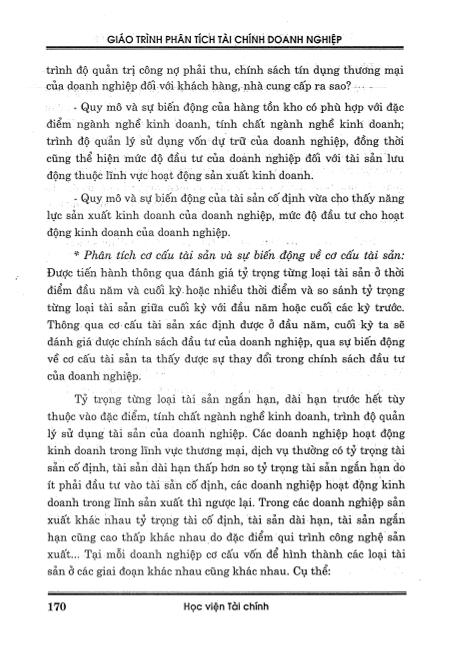 GIÁO TRÌNH PHÂN TÍCH TÀI CHÍNH DOANH NGHIỆP
trình độ quản trị công nợ phải thu, chính sách tín dụng thương mại
của doanh nghiệp đối với khách hàng, nhà cung cấp ra sao?
- Quy mô và sự biến động của hàng tồn kho có phù hợp với đặc
điểm ngành nghề kinh doanh, tính chất ngành nghề kinh doanh;
trình độ quản lý sử dụng vốn dự trữ của doanh nghiệp, đồng thời
cũng thể hiện mức độ đầu tư của doanh nghiệp đối với tài sản lưu
động thuộc lĩnh vực hoạt động sản xuất kinh doanh.
- Quy mô và sự biến động của tài sản cố định vừa cho thấy năng
lực sản xuất kinh doanh của doanh nghiệp, mức độ đầu tư cho hoạt
động kinh doanh của doanh nghiệp.
* Phân tích cơ cấu tài sản và sự biến động về cơ cấu tài sản:
Được tiến hành thông qua đánh giá tỷ trọng từng loại tài sản ở thời
điểm đầu năm và cuối kỳ hoặc nhiều thời điểm và so sánh tỷ trọng
từng loại tài sản giữa cuối kỳ với đầu năm hoặc cuối các kỳ trước.
Thông qua cơ cấu tài sản xác định được ở đầu năm, cuối kỳ ta sẽ
đánh giá được chính sách đầu tư của doanh nghiệp, qua sự biến động
về cơ cấu tài sản ta thấy được sự thay đổi trong chính sách đầu tư
của doanh nghiệp.
Tỷ trọng từng loại tài sản ngắn hạn, dài hạn trước hết tùy
thuộc vào đặc điểm, tính chất ngành nghề kinh doanh, trình độ quản
lý sử dụng tài sản của doanh nghiệp. Các doanh nghiệp hoạt động
kinh doanh trong lĩnh vực thương mại, dịch vụ thường có tỷ trọng tài
sản cố định, tài sản dài hạn thấp hơn so tỷ trọng tài sản ngắn hạn do
ít phải đầu tư vào tài sản cố định, các doanh nghiệp hoạt động kinh
doanh trong lĩnh sản xuất thì ngược lại. Trong các doanh nghiệp sản
xuất khác nhau tỷ trọng tài cố định, tài sản dài hạn, tài sản ngắn
hạn cũng cao thấp khác nhau do đặc điểm qui trình công nghệ sản
xuất... Tại mỗi doanh nghiệp cơ cấu vốn để hình thành các loại tài
sản ở các giai đoạn khác nhau cũng khác nhau. Cụ thể:
170 Học viện Tài chính